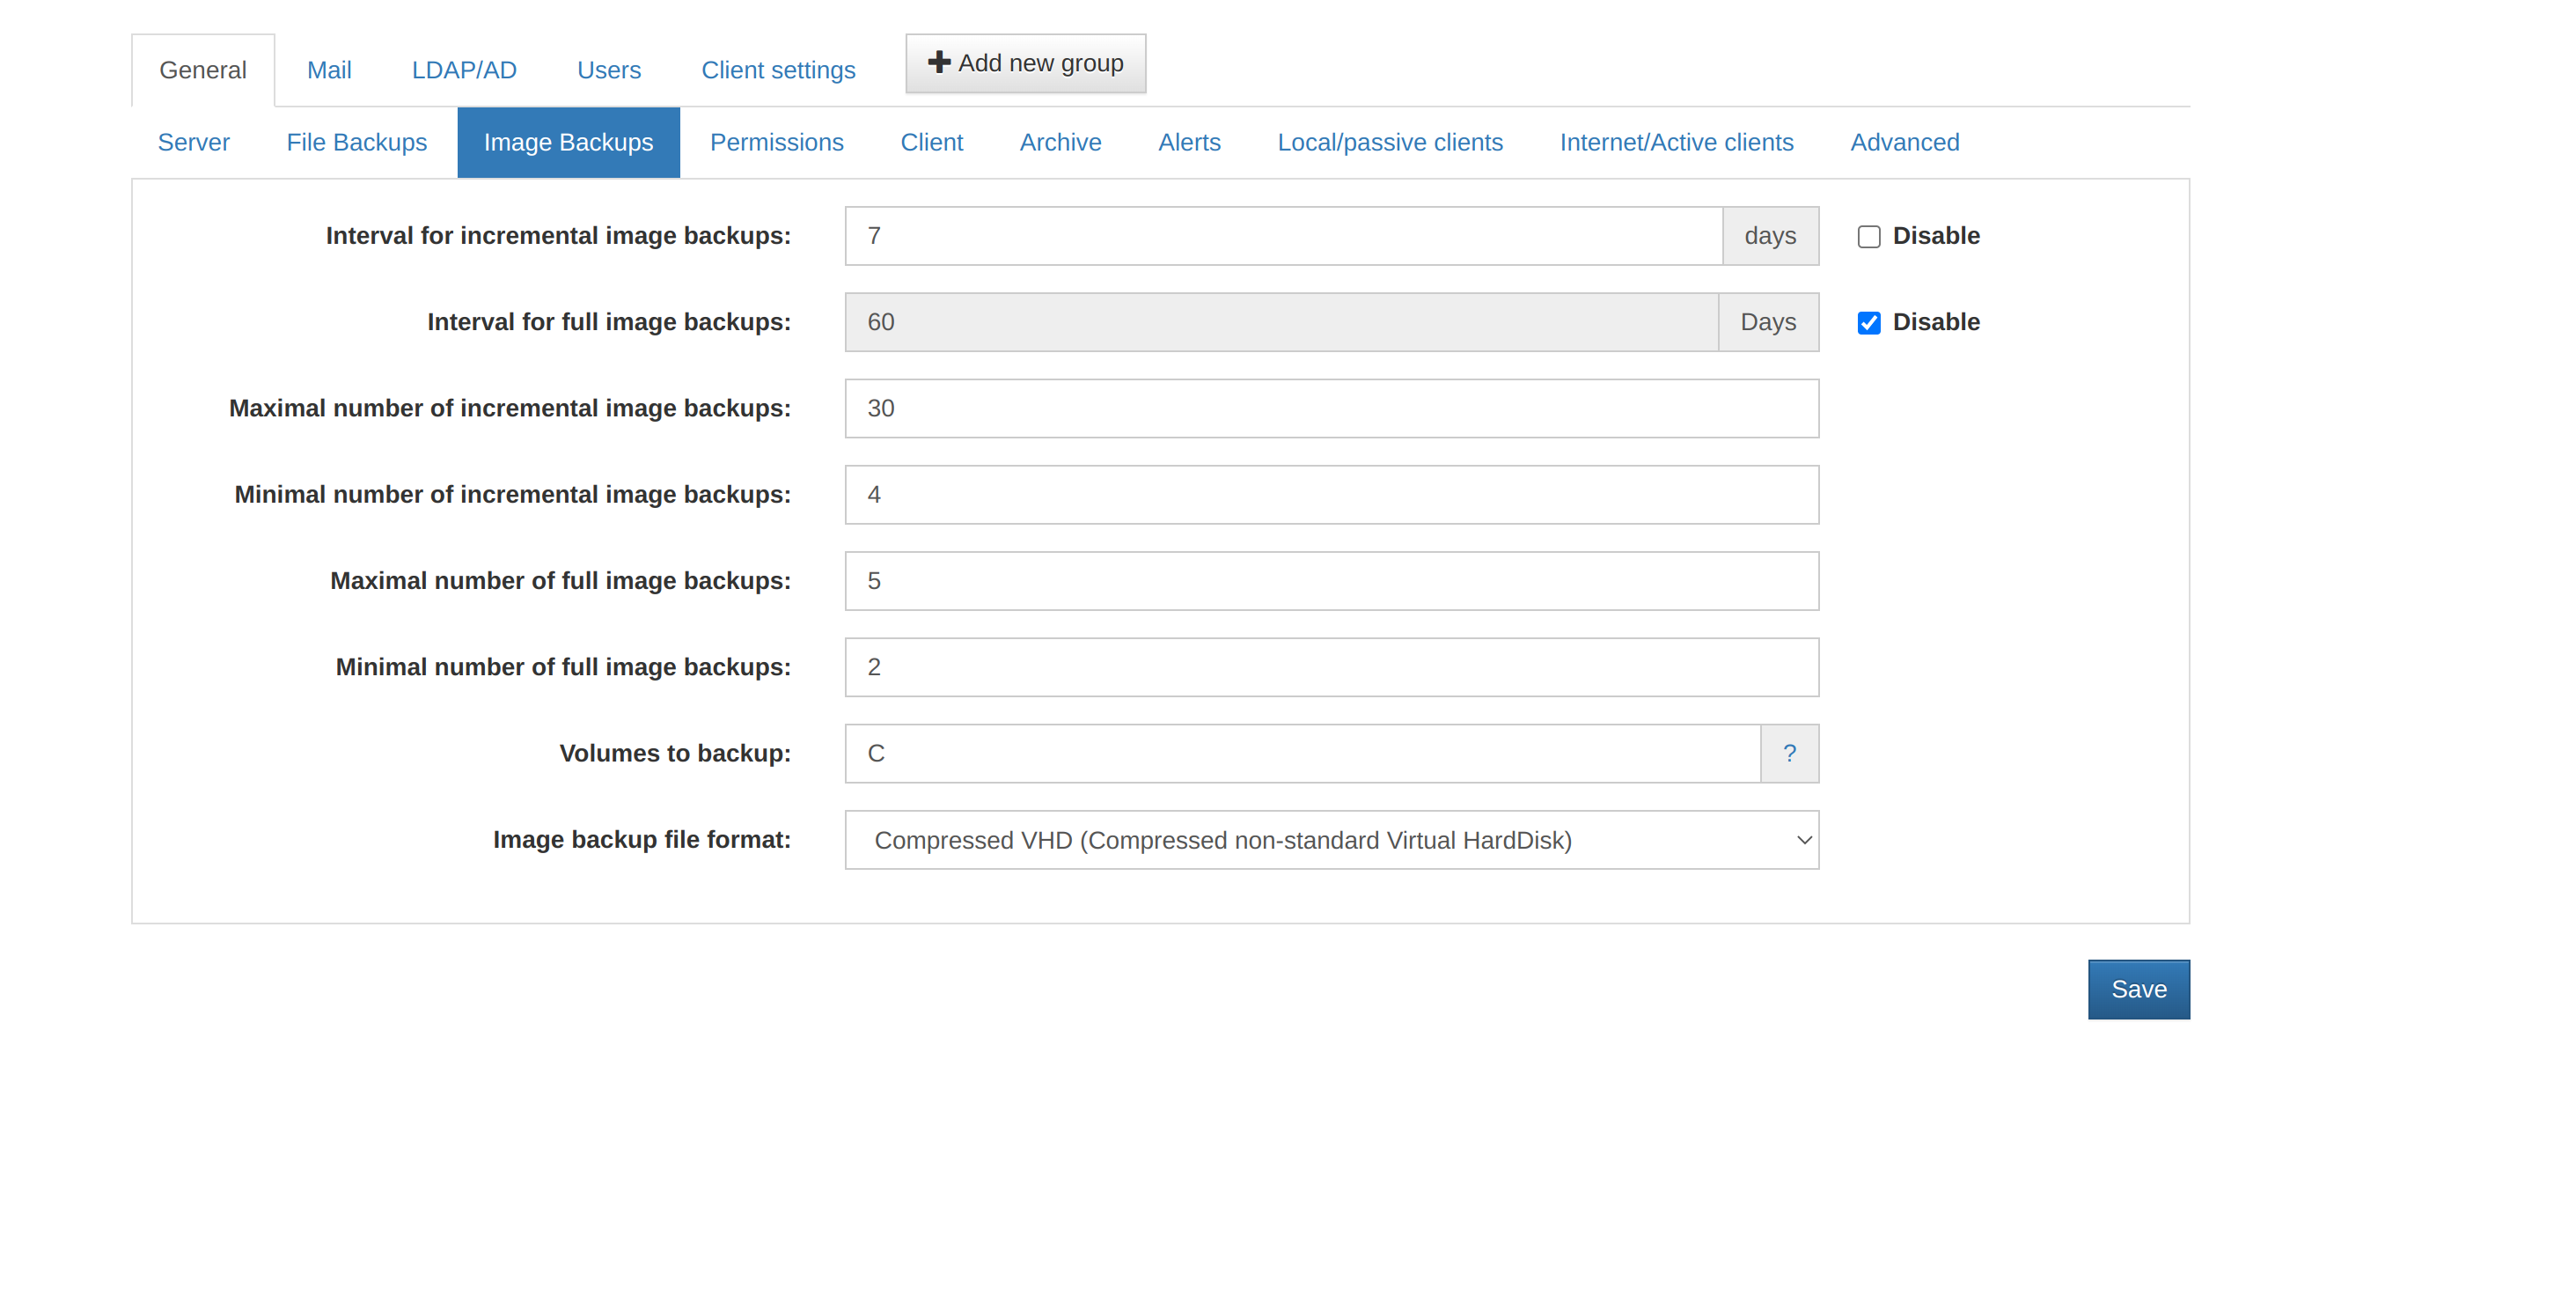 General Mail LDAP/AD Users Client settings Add new group
Server File Backups Image Backups Permissions Client Archive Alerts Local/passive clients Internet/Active clients Advanced
Interval for incremental image backups: 7 days Disable
Interval for full image backups: 60 Days Disable
Maximal number of incremental image backups: 30
Minimal number of incremental image backups: 4
Maximal number of full image backups: 5
Minimal number of full image backups: 2
Volumes to backup: C ?
Image backup file format: Compressed VHD (Compressed non-standard Virtual HardDisk)
Save